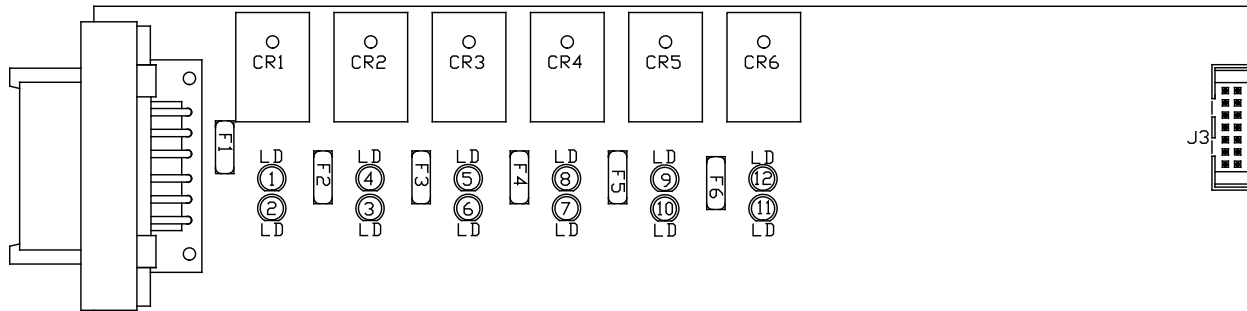 CR1 CR2 CR3 CR4 CR5 CR6
J3
F1 F2 F3 F4 F5 F6
LD LD LD LD LD LD
1 4 5 8 9 12
2 3 6 7 10 11
LD LD LD LD LD LD